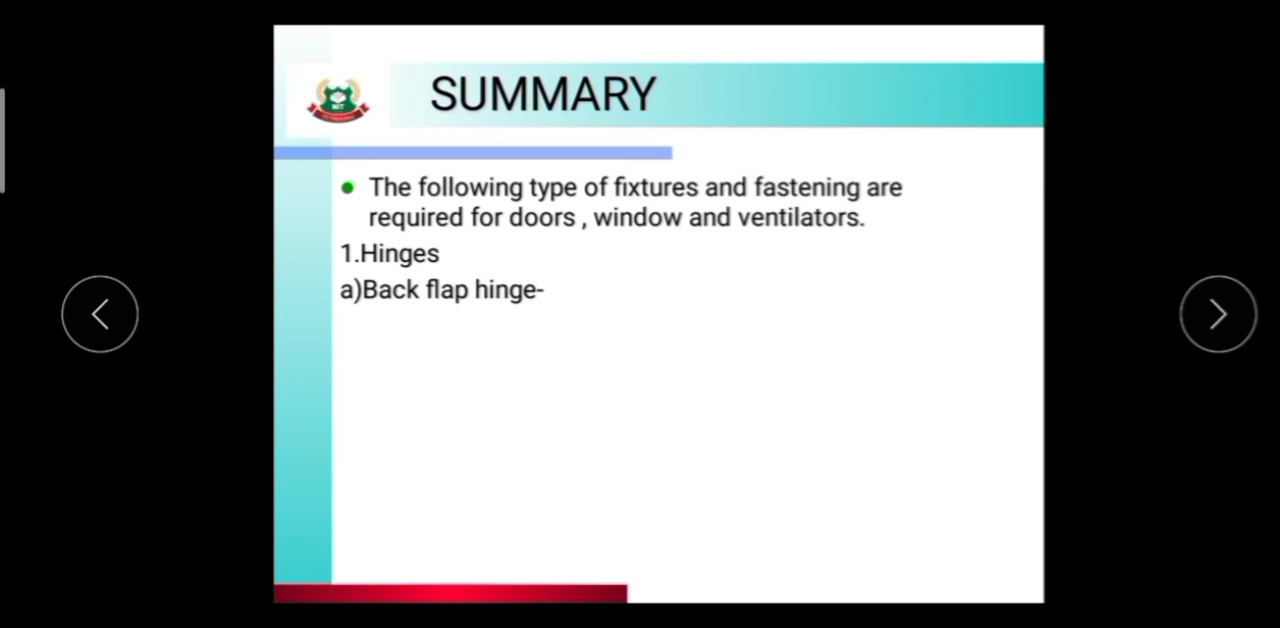 SUMMARY
The following type of fixtures and fastening are
required for doors , window and ventilators.
1.Hinges
a)Back flap hinge-